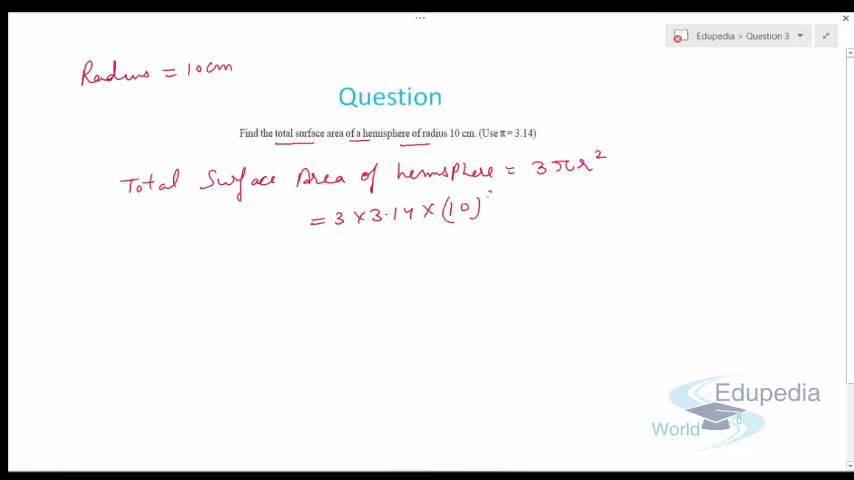 Edupedia > Question 3
Radius = 10cm
Question
Find the total surface area of a hemisphere of radius 10 cm. (Use π = 3.14)
Total Surface Area Of hemisphere = 3πr²
= 3 × 3.14 × (10)
Edupedia
World